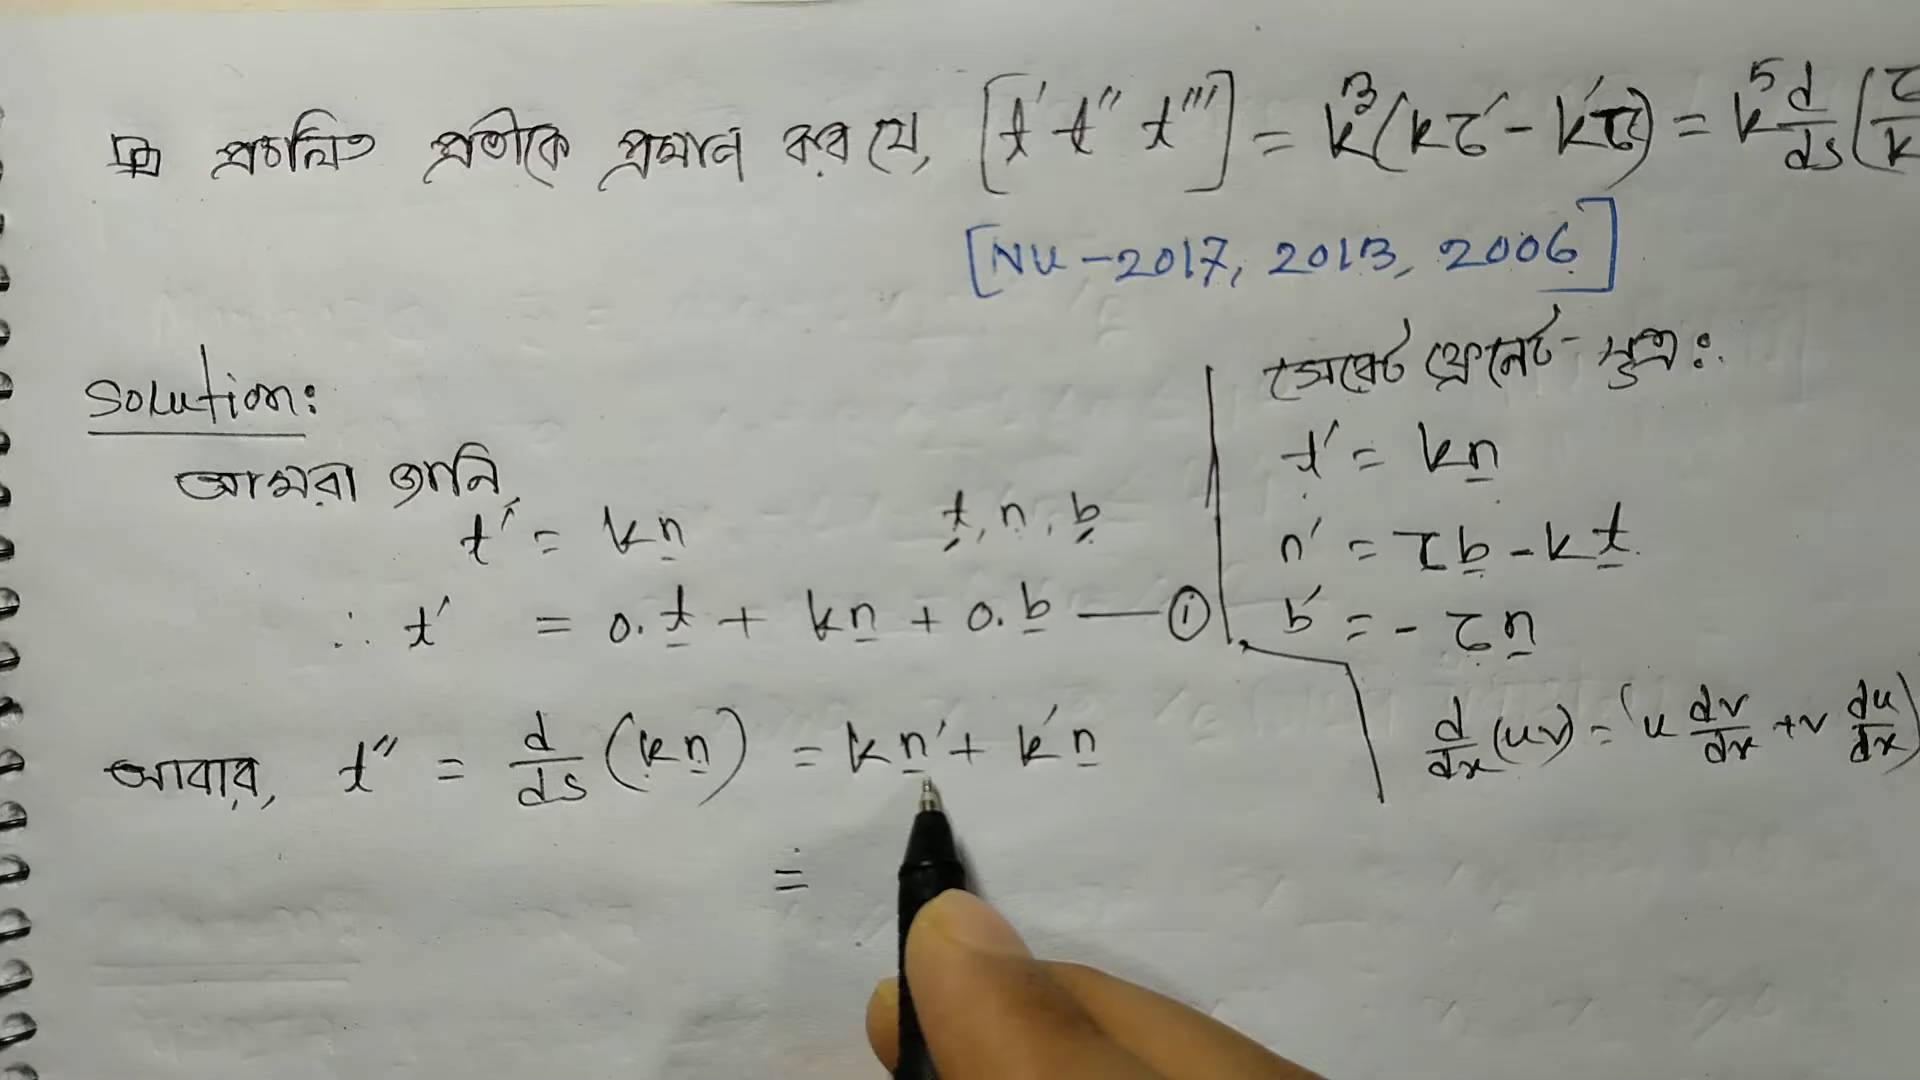 প্রচলিত প্রতীকে প্রমান কর যে, [t′ t″ t‴] = k³(kτ′ - k′τ) = k⁵ d/ds (τ/k
[NU-2017, 2013, 2006]
Solution:
আমরা জানি,
t′ = kn
t, n, b
∴ t′ = 0.t + kn + 0.b — ①
আবার, t″ = d/ds (kn) = kn′ + k′n
=
সেরেট ফ্রেনেট সূত্র:
t′ = kn
n′ = τb - kt
b′ = - τn
d/dx (uv) = (u dv/dx + v du/dx)